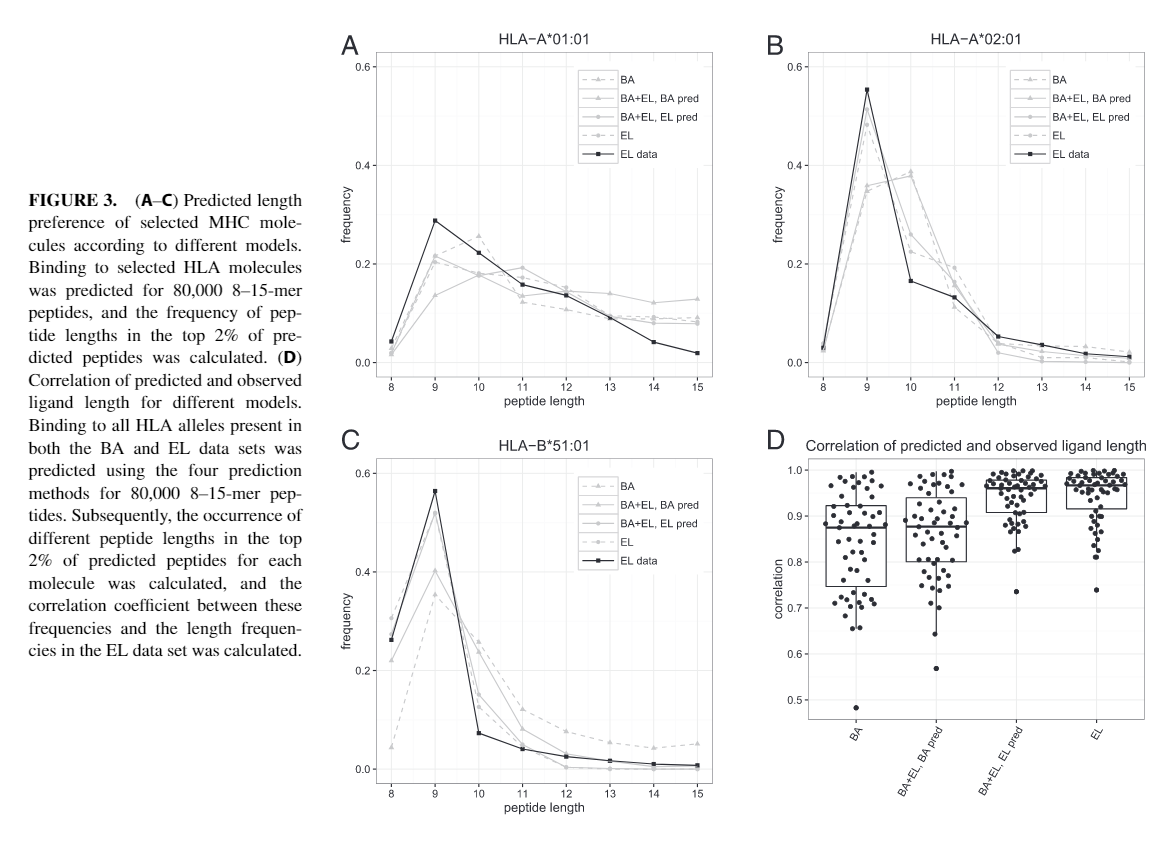 FIGURE 3. (A–C) Predicted length
preference of selected MHC mole-
cules according to different models.
Binding to selected HLA molecules
was predicted for 80,000 8–15-mer
peptides, and the frequency of pep-
tide lengths in the top 2% of pre-
dicted peptides was calculated. (D)
Correlation of predicted and observed
ligand length for different models.
Binding to all HLA alleles present in
both the BA and EL data sets was
predicted using the four prediction
methods for 80,000 8–15-mer pep-
tides. Subsequently, the occurrence of
different peptide lengths in the top
2% of predicted peptides for each
molecule was calculated, and the
correlation coefficient between these
frequencies and the length frequen-
cies in the EL data set was calculated.
A
HLA−A*01:01
0.6
0.4
0.2
0.0
frequency
BA
BA+EL, BA pred
BA+EL, EL pred
EL
EL data
8 9 10 11 12 13 14 15
peptide length
B
HLA−A*02:01
0.6
0.4
0.2
0.0
frequency
BA
BA+EL, BA pred
BA+EL, EL pred
EL
EL data
8 9 10 11 12 13 14 15
peptide length
C
HLA−B*51:01
0.6
0.4
0.2
0.0
frequency
BA
BA+EL, BA pred
BA+EL, EL pred
EL
EL data
8 9 10 11 12 13 14 15
peptide length
D
Correlation of predicted and observed ligand length
1.0
0.9
0.8
0.7
0.6
0.5
correlation
BA
BA+EL, BA pred
BA+EL, EL pred
EL